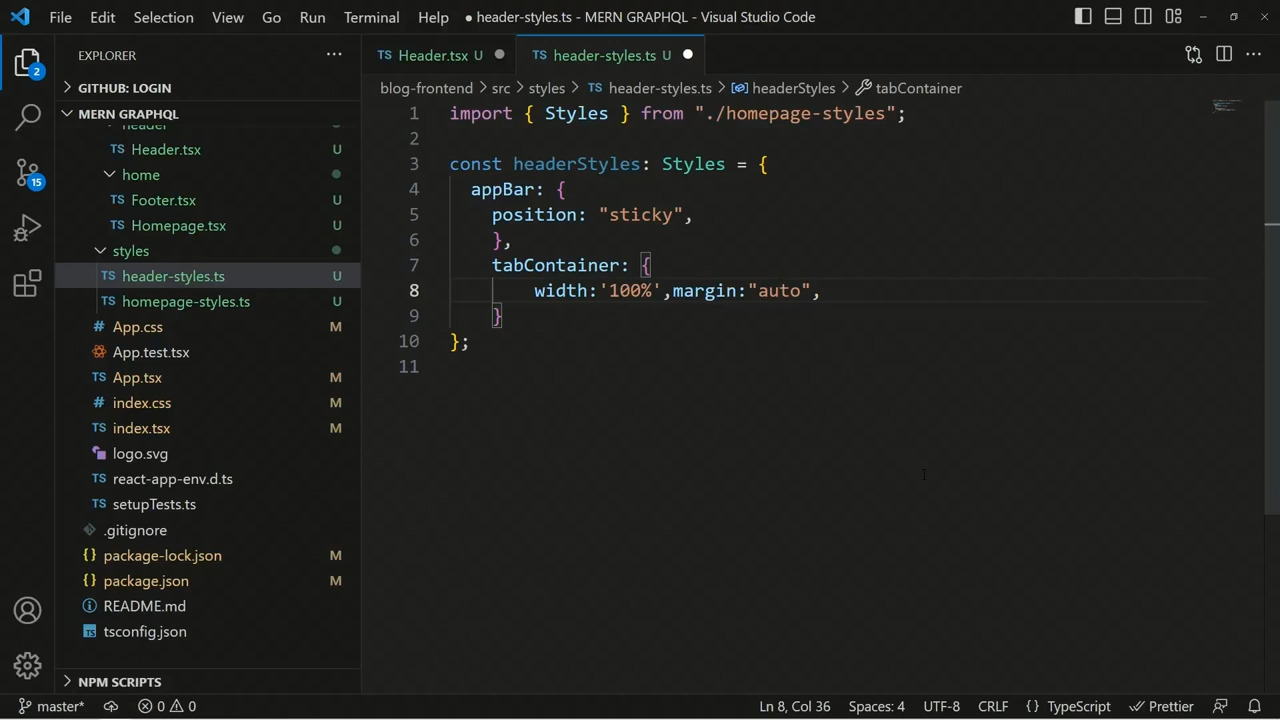 File Edit Selection View Go Run Terminal Help ● header-styles.ts - MERN GRAPHQL - Visual Studio Code
EXPLORER
GITHUB: LOGIN
MERN GRAPHQL
header
Header.tsx U
home
Footer.tsx U
Homepage.tsx U
styles
header-styles.ts U
homepage-styles.ts U
App.css M
App.test.tsx
App.tsx M
index.css M
index.tsx M
logo.svg
react-app-env.d.ts
setupTests.ts
.gitignore
package-lock.json M
package.json M
README.md
tsconfig.json
NPM SCRIPTS
2
15
TS Header.tsx U ● TS header-styles.ts U ●
blog-frontend > src > styles > TS header-styles.ts > headerStyles > tabContainer
1 import { Styles } from "./homepage-styles";
2
3 const headerStyles: Styles = {
4 appBar: {
5 position: "sticky",
6 },
7 tabContainer: {
8 width:'100%',margin:"auto",
9 }
10 };
11
master* 0 0 Ln 8, Col 36 Spaces: 4 UTF-8 CRLF { } TypeScript Prettier